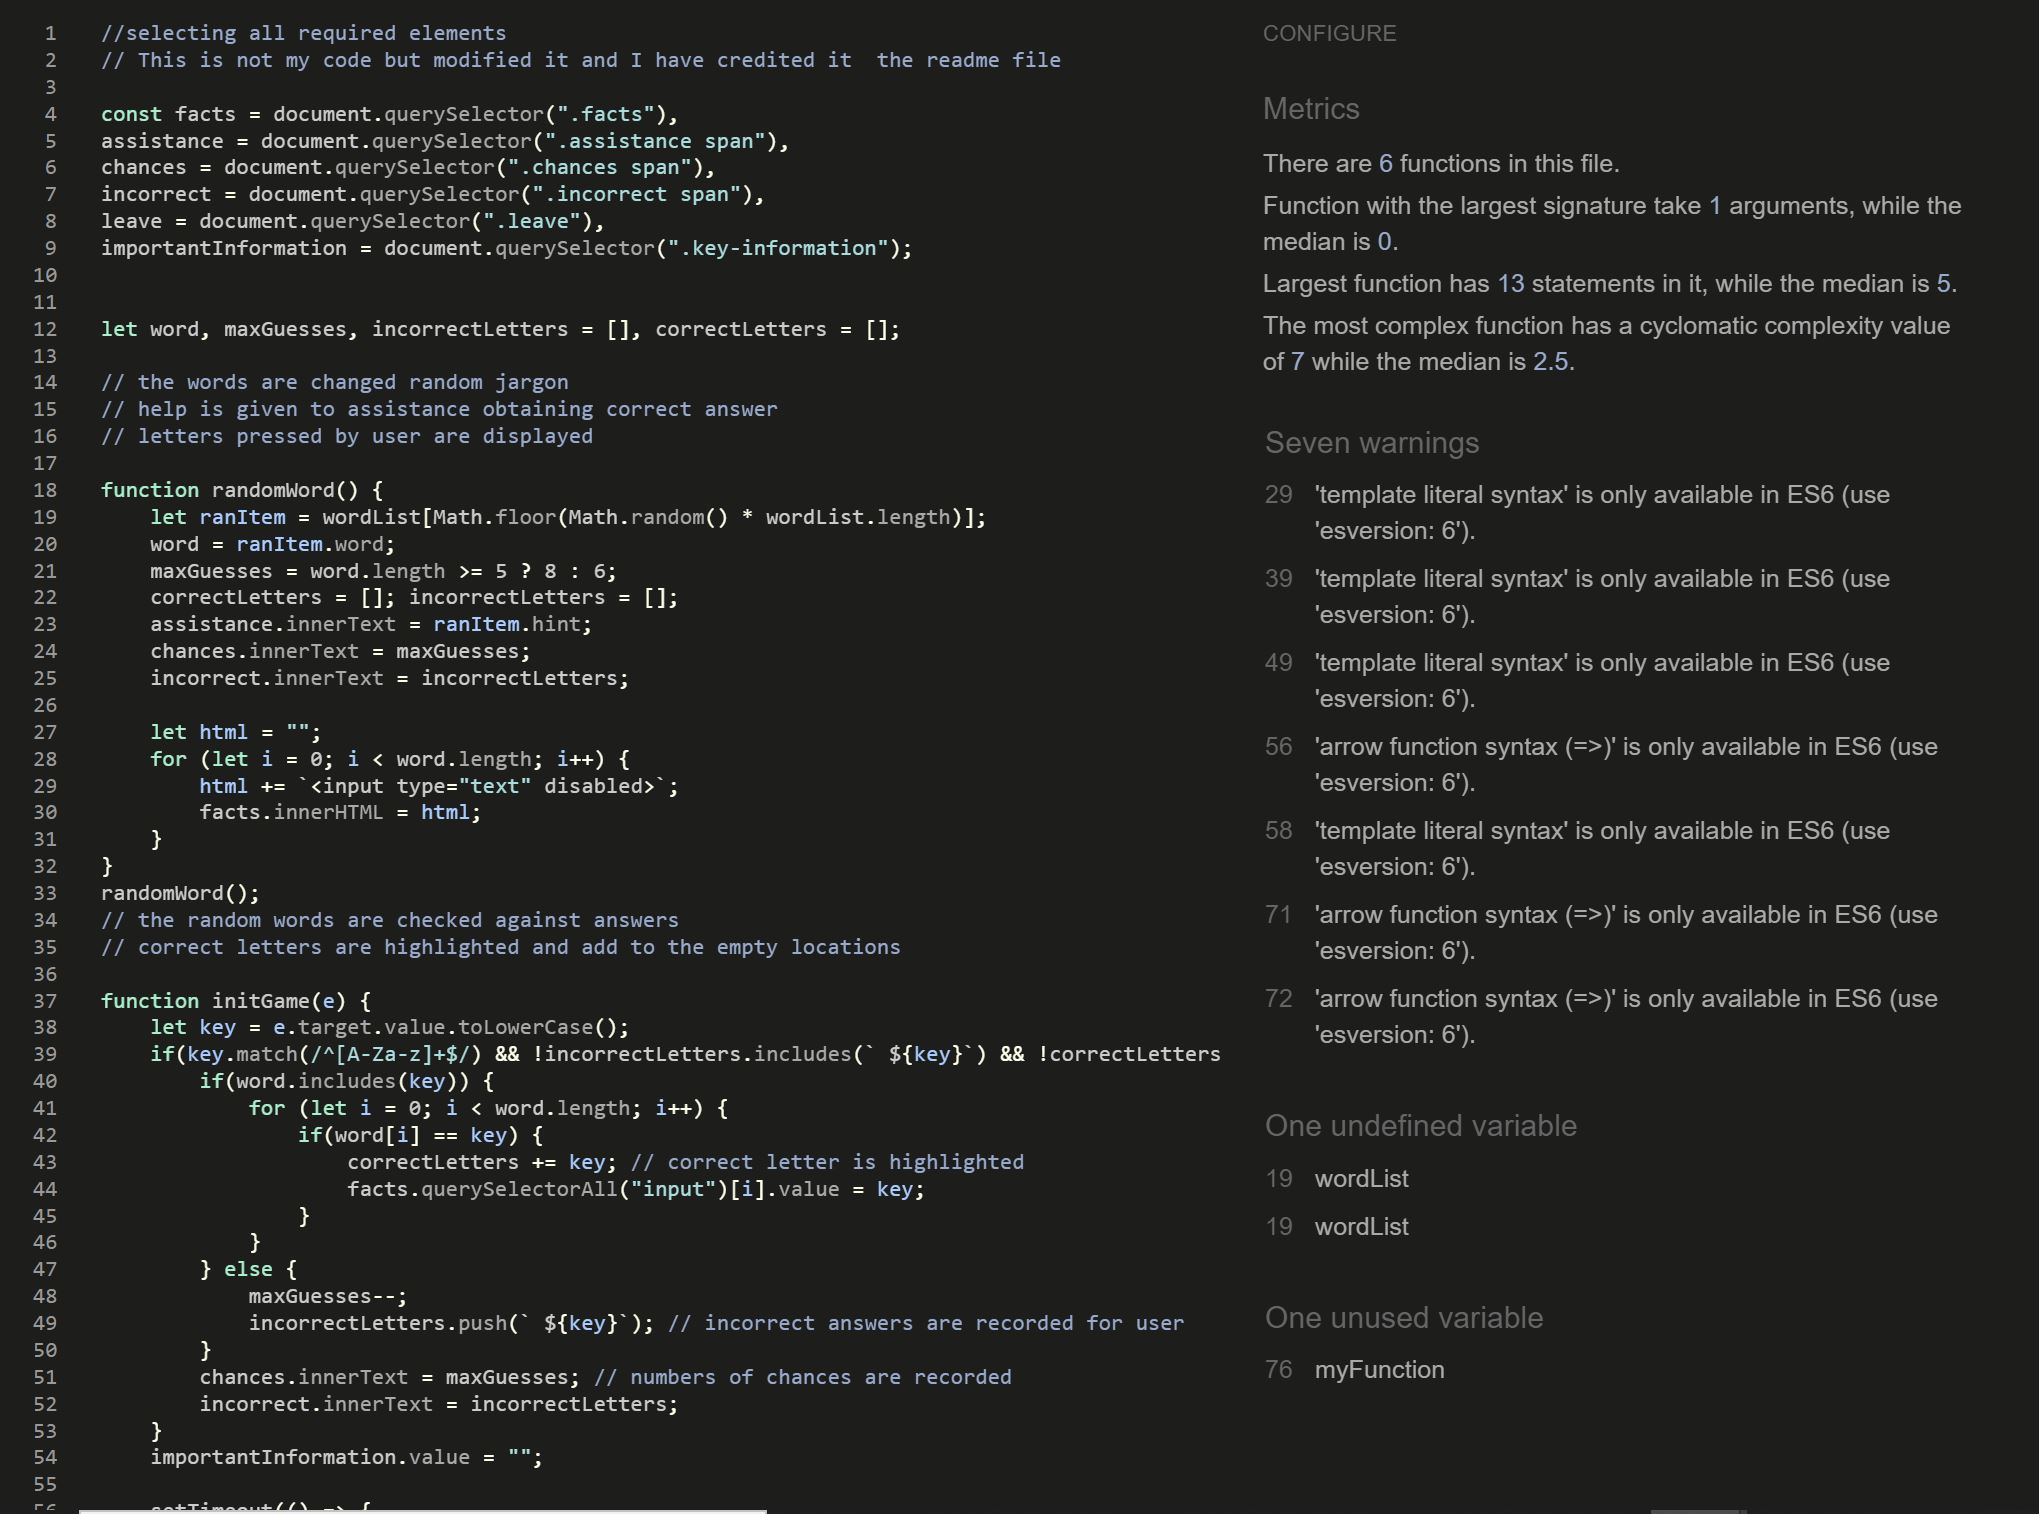 1 //selecting all required elements
2 // This is not my code but modified it and I have credited it  the readme file
3
4 const facts = document.querySelector(".facts"),
5 assistance = document.querySelector(".assistance span"),
6 chances = document.querySelector(".chances span"),
7 incorrect = document.querySelector(".incorrect span"),
8 leave = document.querySelector(".leave"),
9 importantInformation = document.querySelector(".key-information");
10
11
12 let word, maxGuesses, incorrectLetters = [], correctLetters = [];
13
14 // the words are changed random jargon
15 // help is given to assistance obtaining correct answer
16 // letters pressed by user are displayed
17
18 function randomWord() {
19     let ranItem = wordList[Math.floor(Math.random() * wordList.length)];
20     word = ranItem.word;
21     maxGuesses = word.length >= 5 ? 8 : 6;
22     correctLetters = []; incorrectLetters = [];
23     assistance.innerText = ranItem.hint;
24     chances.innerText = maxGuesses;
25     incorrect.innerText = incorrectLetters;
26
27     let html = "";
28     for (let i = 0; i < word.length; i++) {
29         html += `<input type="text" disabled>`;
30         facts.innerHTML = html;
31     }
32 }
33 randomWord();
34 // the random words are checked against answers
35 // correct letters are highlighted and add to the empty locations
36
37 function initGame(e) {
38     let key = e.target.value.toLowerCase();
39     if(key.match(/^[A-Za-z]+$/) && !incorrectLetters.includes(` ${key}`) && !correctLetters
40         if(word.includes(key)) {
41             for (let i = 0; i < word.length; i++) {
42                 if(word[i] == key) {
43                     correctLetters += key; // correct letter is highlighted
44                     facts.querySelectorAll("input")[i].value = key;
45                 }
46             }
47         } else {
48             maxGuesses--;
49             incorrectLetters.push(` ${key}`); // incorrect answers are recorded for user
50         }
51         chances.innerText = maxGuesses; // numbers of chances are recorded
52         incorrect.innerText = incorrectLetters;
53     }
54     importantInformation.value = "";
55
56     setTimeout(() => {
CONFIGURE
Metrics
There are 6 functions in this file.
Function with the largest signature take 1 arguments, while the
median is 0.
Largest function has 13 statements in it, while the median is 5.
The most complex function has a cyclomatic complexity value
of 7 while the median is 2.5.
Seven warnings
29 'template literal syntax' is only available in ES6 (use
'esversion: 6').
39 'template literal syntax' is only available in ES6 (use
'esversion: 6').
49 'template literal syntax' is only available in ES6 (use
'esversion: 6').
56 'arrow function syntax (=>)' is only available in ES6 (use
'esversion: 6').
58 'template literal syntax' is only available in ES6 (use
'esversion: 6').
71 'arrow function syntax (=>)' is only available in ES6 (use
'esversion: 6').
72 'arrow function syntax (=>)' is only available in ES6 (use
'esversion: 6').
One undefined variable
19 wordList
19 wordList
One unused variable
76 myFunction